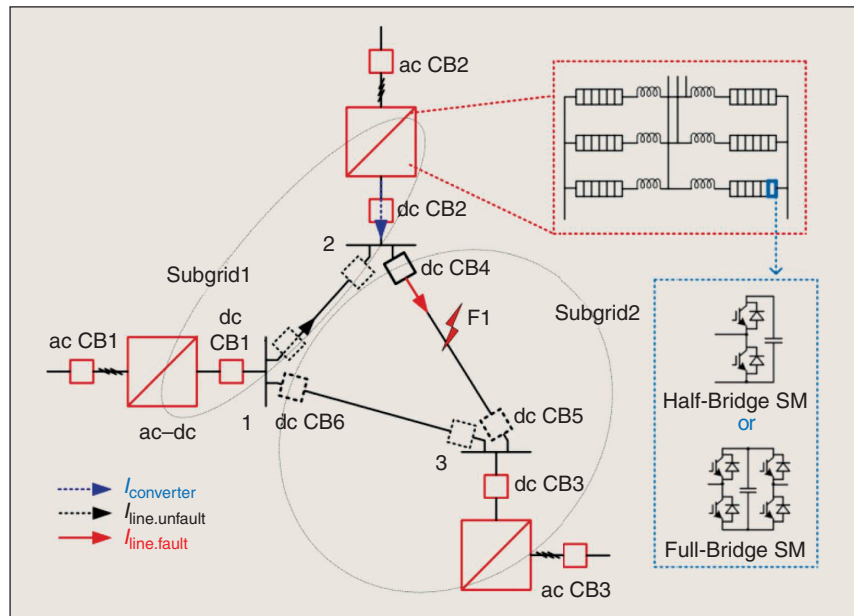 ac CB2
dc CB2
2
dc CB4
Subgrid1
F1
Subgrid2
ac CB1
dc
CB1
ac–dc
1
dc CB6
dc CB5
3
dc CB3
ac CB3
Iconverter
Iline.unfault
Iline.fault
Half-Bridge SM
or
Full-Bridge SM